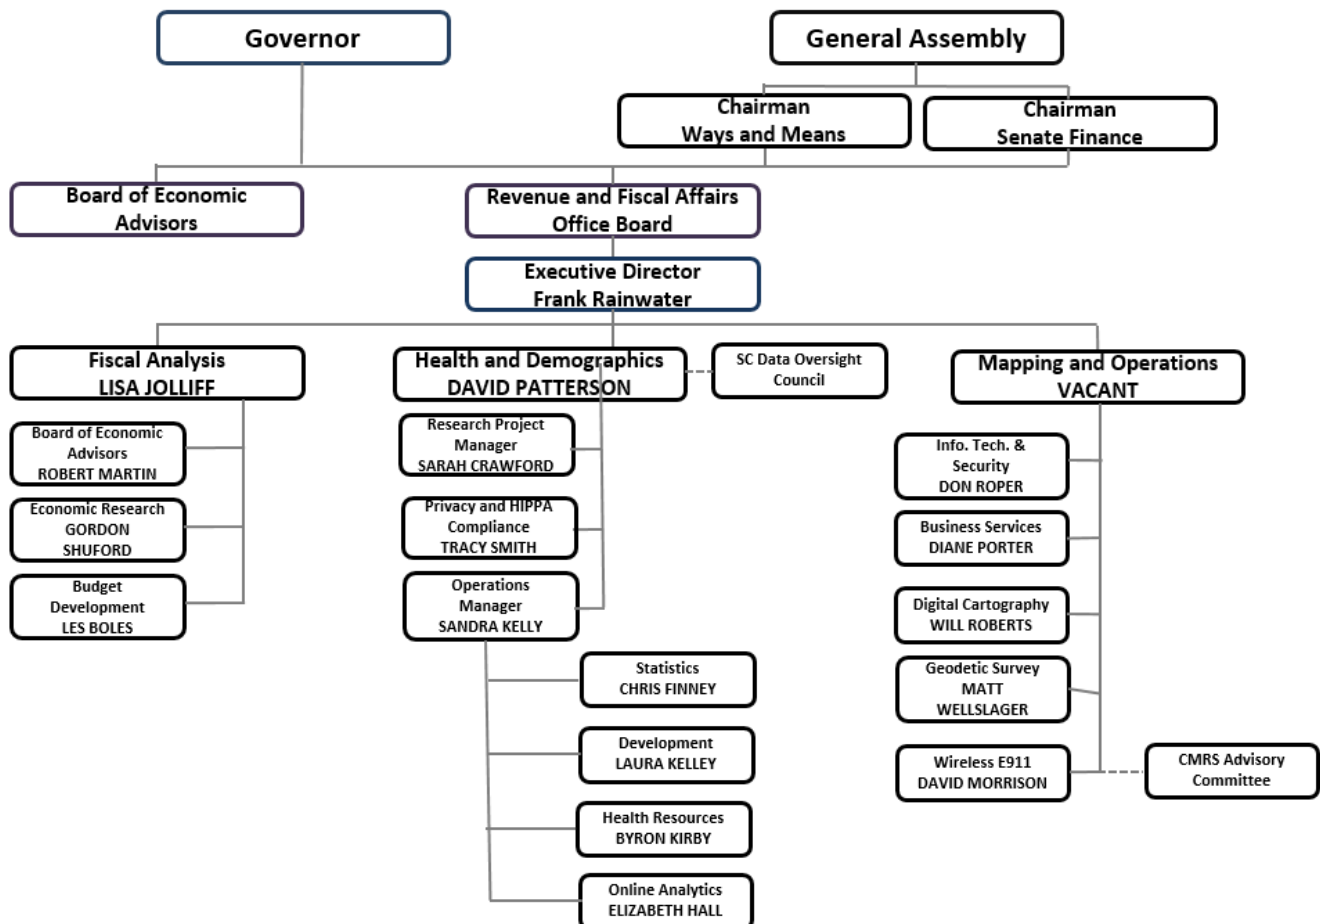 Governor
General Assembly
Chairman
Ways and Means
Chairman
Senate Finance
Board of Economic
Advisors
Revenue and Fiscal Affairs
Office Board
Executive Director
Frank Rainwater
Fiscal Analysis
LISA JOLLIFF
Health and Demographics
DAVID PATTERSON
SC Data Oversight
Council
Mapping and Operations
VACANT
Board of Economic
Advisors
ROBERT MARTIN
Economic Research
GORDON
SHUFORD
Budget
Development
LES BOLES
Research Project
Manager
SARAH CRAWFORD
Privacy and HIPPA
Compliance
TRACY SMITH
Operations
Manager
SANDRA KELLY
Statistics
CHRIS FINNEY
Development
LAURA KELLEY
Health Resources
BYRON KIRBY
Online Analytics
ELIZABETH HALL
Info. Tech. &
Security
DON ROPER
Business Services
DIANE PORTER
Digital Cartography
WILL ROBERTS
Geodetic Survey
MATT
WELLSLAGER
Wireless E911
DAVID MORRISON
CMRS Advisory
Committee